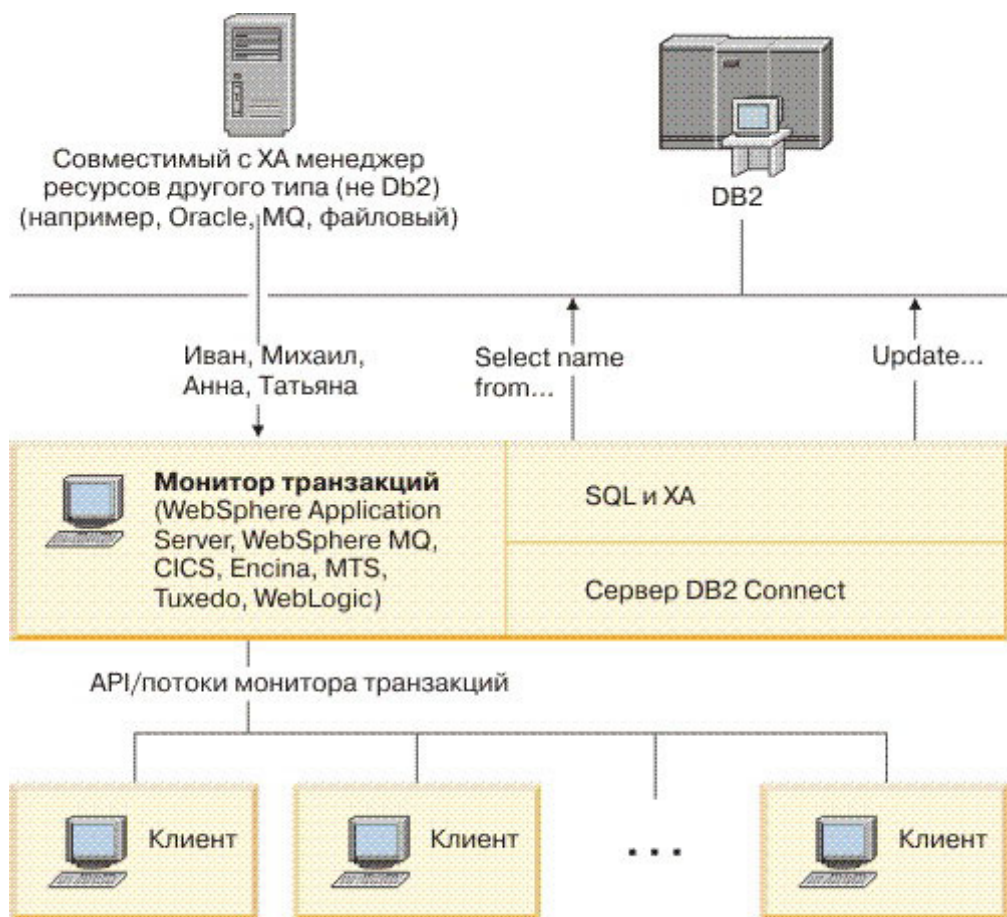 Совместимый с XA менеджер
ресурсов другого типа (не Db2)
(например, Oracle, MQ, файловый)
DB2
Иван, Михаил,
Анна, Татьяна
Select name
from...
Update...
Монитор транзакций
(WebSphere Application
Server, WebSphere MQ,
CICS, Encina, MTS,
Tuxedo, WebLogic)
SQL и XA
Сервер DB2 Connect
API/потоки монитора транзакций
Клиент
Клиент
...
Клиент